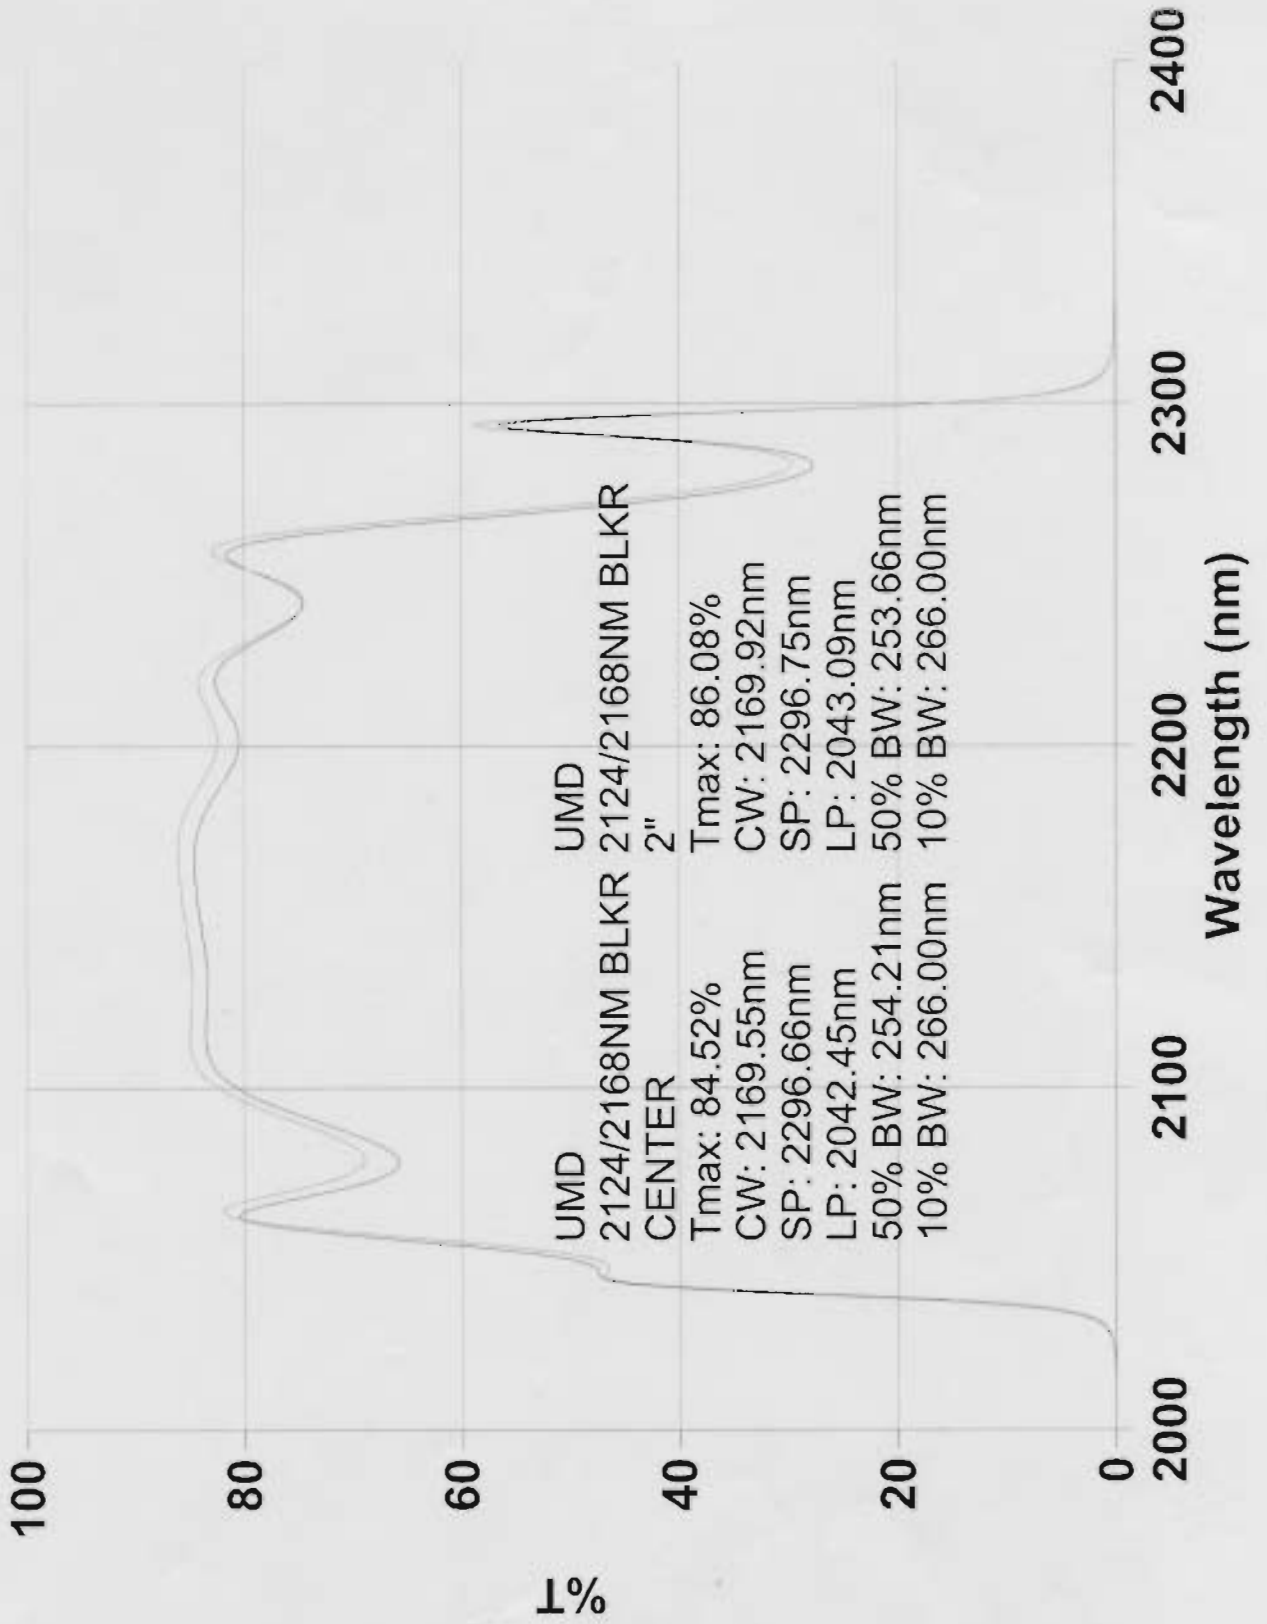 %T
100
80
60
40
20
0
UMD
2124/2168NM BLKR
CENTER
Tmax: 84.52%
CW: 2169.55nm
SP: 2296.66nm
LP: 2042.45nm
50% BW: 254.21nm
10% BW: 266.00nm
UMD
2124/2168NM BLKR
2"
Tmax: 86.08%
CW: 2169.92nm
SP: 2296.75nm
LP: 2043.09nm
50% BW: 253.66nm
10% BW: 266.00nm
2000
2100
2200
2300
2400
Wavelength (nm)